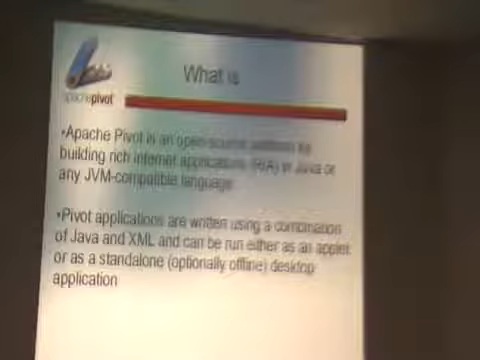 What is
apachepivot
•Apache Pivot is an open-source platform for
building rich internet applications (RIA) in Java or
any JVM-compatible language
•Pivot applications are written using a combination
of Java and XML and can be run either as an applet
or as a standalone (optionally offline) desktop
application